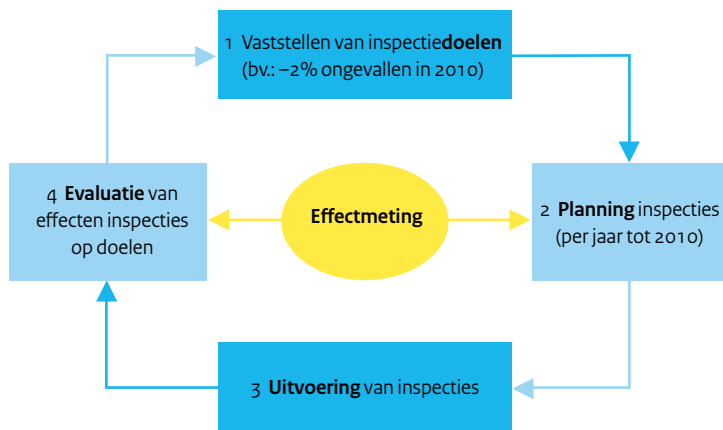 1 Vaststellen van inspectiedoelen
(bv.: –2% ongevallen in 2010)
4 Evaluatie van
effecten inspecties
op doelen
Effectmeting
2 Planning inspecties
(per jaar tot 2010)
3 Uitvoering van inspecties